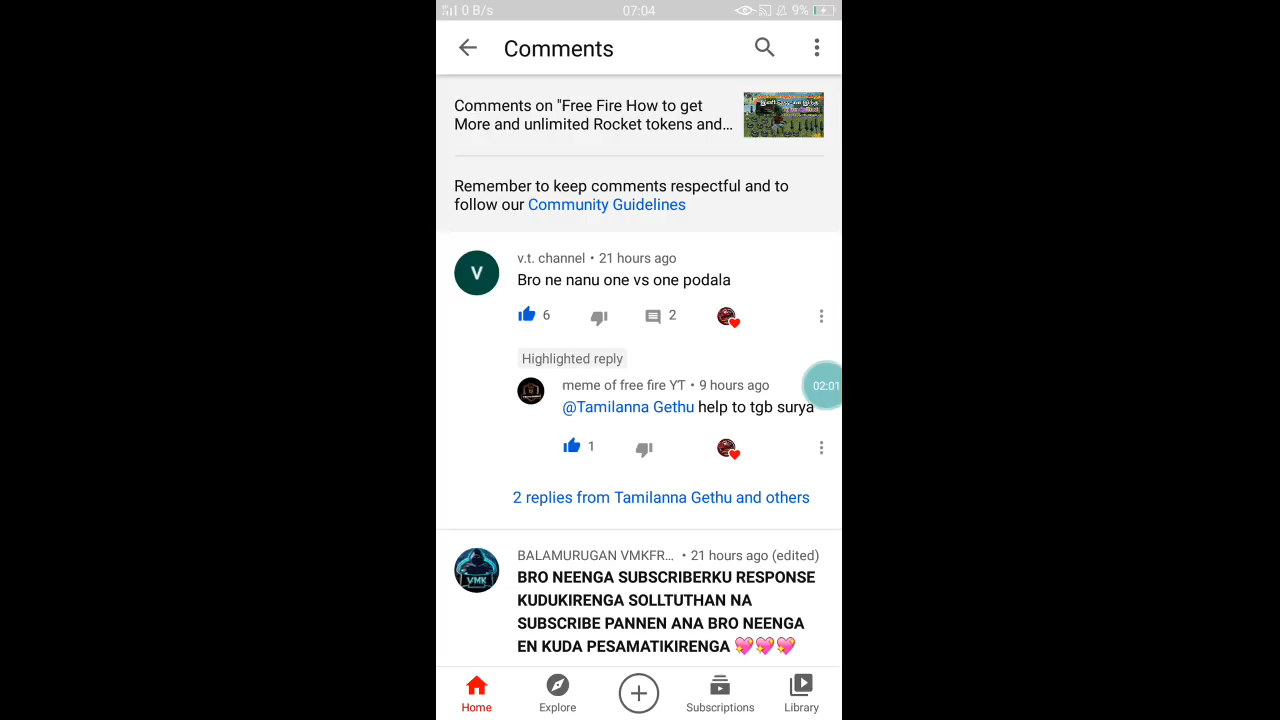 0 B/s 07:04 9%
Comments
Comments on "Free Fire How to get
More and unlimited Rocket tokens and...
Remember to keep comments respectful and to
follow our Community Guidelines
V
v.t. channel • 21 hours ago
Bro ne nanu one vs one podala
6 2
Highlighted reply
meme of free fire YT • 9 hours ago
@Tamilanna Gethu help to tgb surya
02:01
1
2 replies from Tamilanna Gethu and others
VMK
BALAMURUGAN VMKFR... • 21 hours ago (edited)
BRO NEENGA SUBSCRIBERKU RESPONSE
KUDUKIRENGA SOLLTUTHAN NA
SUBSCRIBE PANNEN ANA BRO NEENGA
EN KUDA PESAMATIKIRENGA 💖💖💖
Home Explore Subscriptions Library